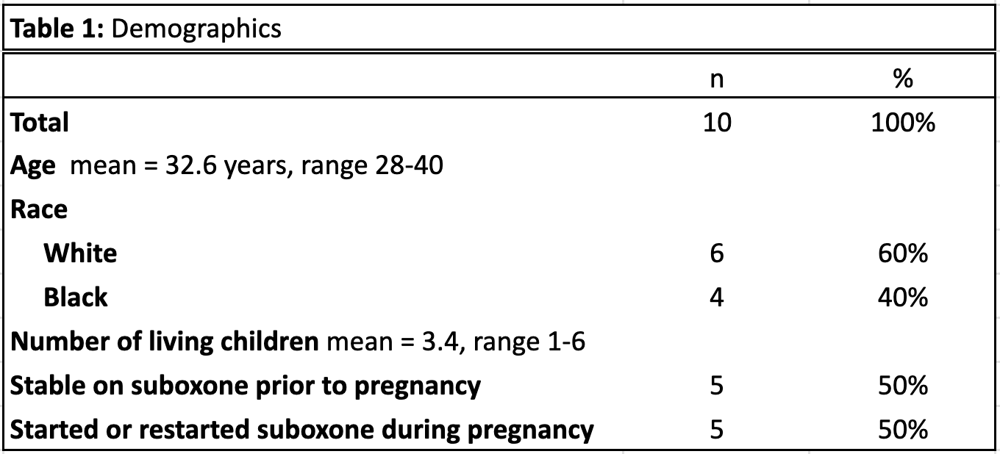 Table 1: Demographics
n %
Total 10 100%
Age mean = 32.6 years, range 28-40
Race
White 6 60%
Black 4 40%
Number of living children mean = 3.4, range 1-6
Stable on suboxone prior to pregnancy 5 50%
Started or restarted suboxone during pregnancy 5 50%